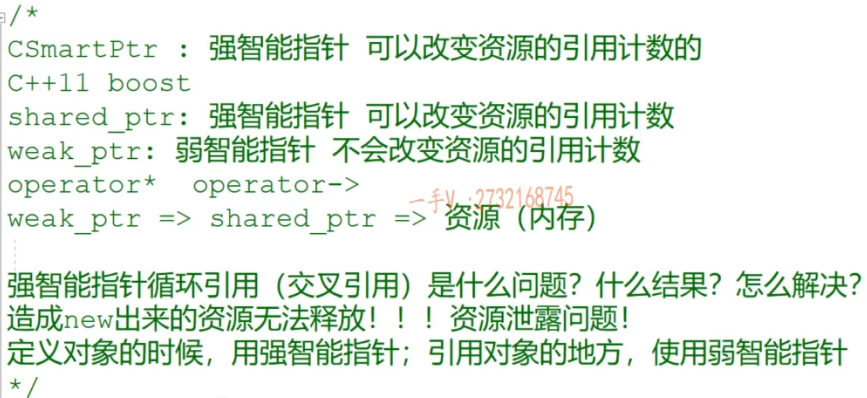 /*
CSmartPtr : 强智能指针 可以改变资源的引用计数的
C++11 boost
shared_ptr: 强智能指针 可以改变资源的引用计数
weak_ptr: 弱智能指针 不会改变资源的引用计数
operator* operator->
一手V :2732168745
weak_ptr => shared_ptr => 资源（内存）
强智能指针循环引用（交叉引用）是什么问题？什么结果？怎么解决？
造成new出来的资源无法释放！！！资源泄露问题！
定义对象的时候，用强智能指针；引用对象的地方，使用弱智能指针
*/